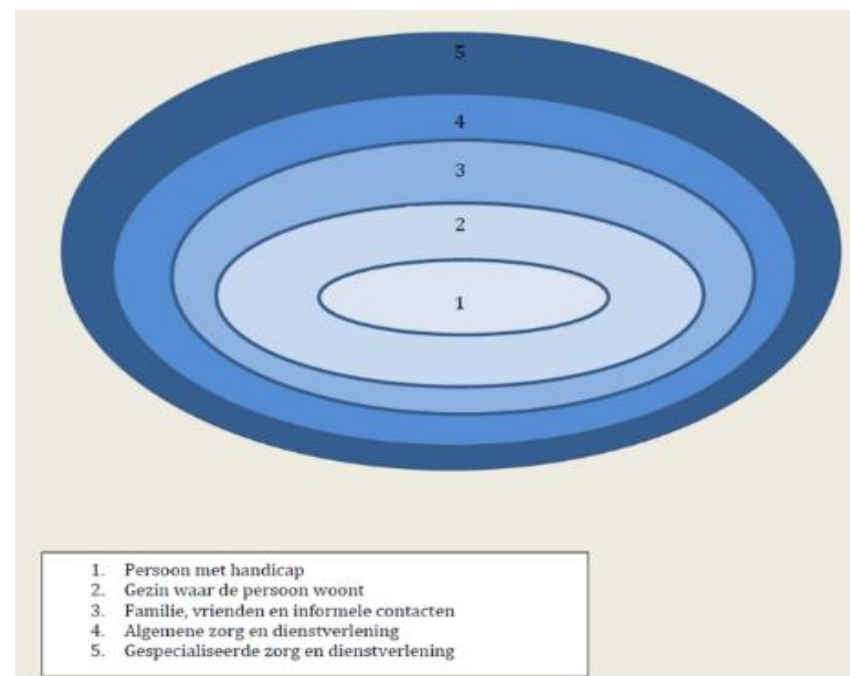 5
4
3
2
1
1. Persoon met handicap
2. Gezin waar de persoon woont
3. Familie, vrienden en informele contacten
4. Algemene zorg en dienstverlening
5. Gespecialiseerde zorg en dienstverlening